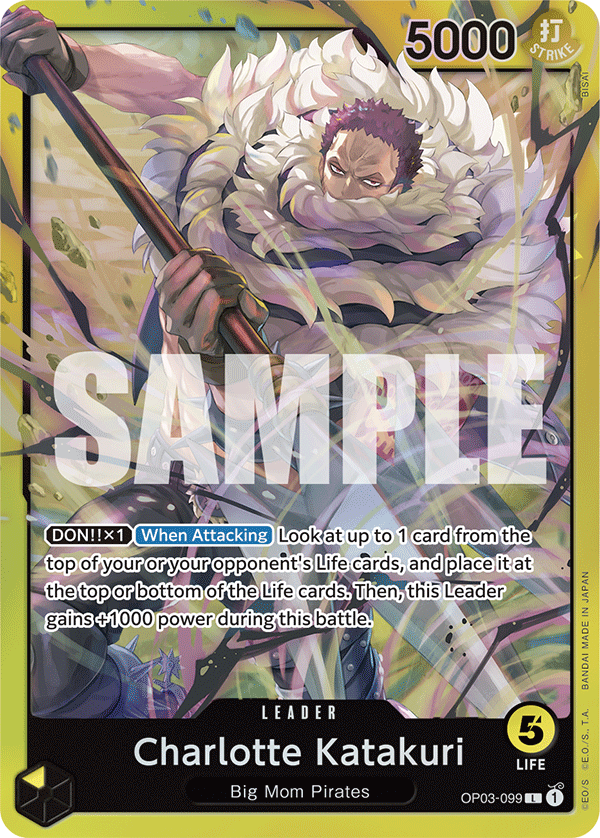 5000
打
STRIKE
BISAI
SAMPLE
DON!!×1 When Attacking Look at up to 1 card from the
top of your or your opponent's Life cards, and place it at
the top or bottom of the Life cards. Then, this Leader
gains +1000 power during this battle.
©E.O/S ©E.O./S., T.A. BANDAI MADE IN JAPAN
LEADER
5
LIFE
Charlotte Katakuri
Big Mom Pirates
OP03-099 L 1